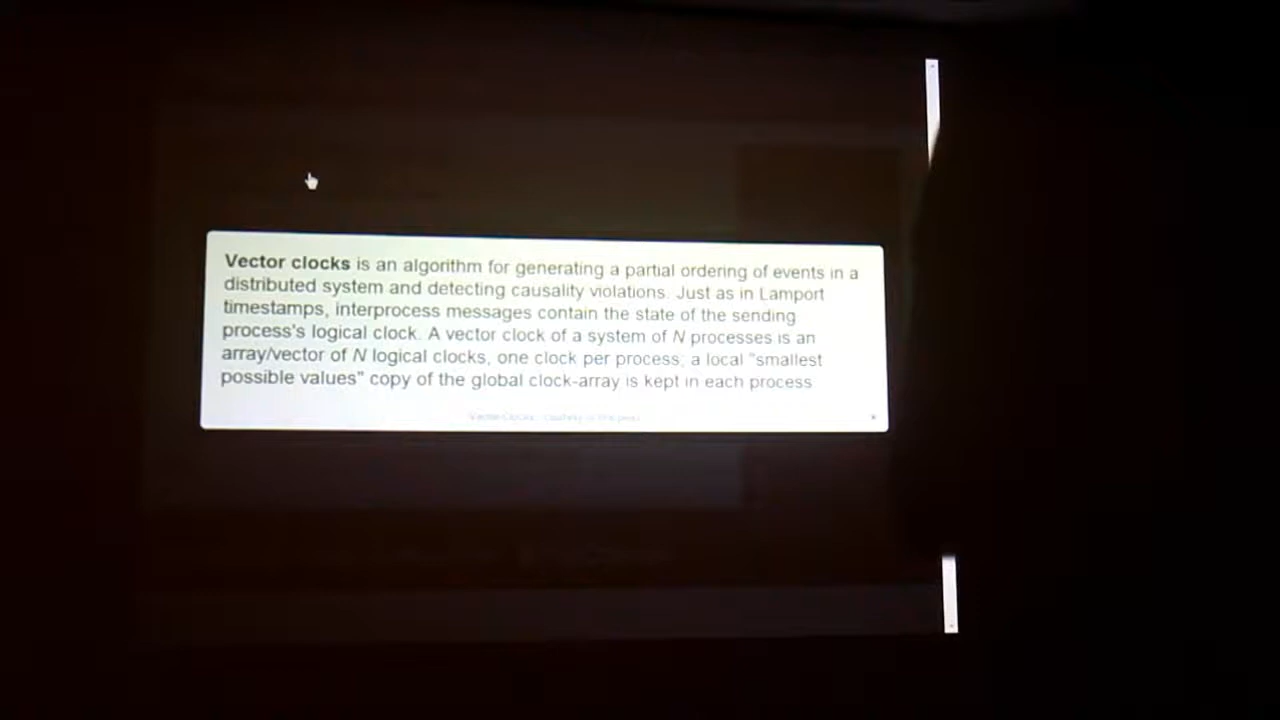 Vector clocks is an algorithm for generating a partial ordering of events in a
distributed system and detecting causality violations. Just as in Lamport
timestamps, interprocess messages contain the state of the sending
process's logical clock. A vector clock of a system of N processes is an
array/vector of N logical clocks, one clock per process; a local "smallest
possible values" copy of the global clock-array is kept in each process